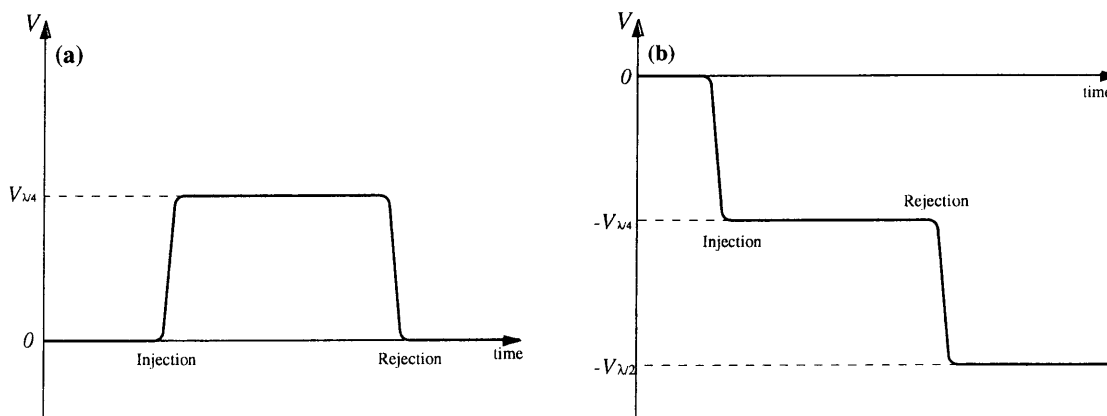 V
(a)
V λ/4
0
Injection
Rejection
time
V
(b)
0
time
Rejection
-V λ/4
Injection
-V λ/2